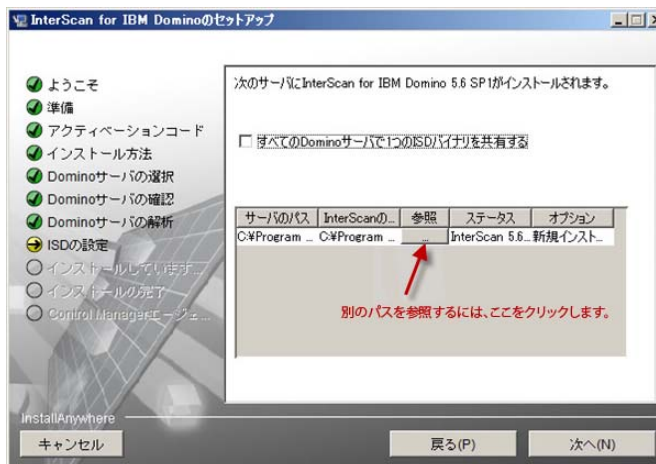 InterScan for IBM Dominoのセットアップ
次のサーバにInterScan for IBM Domino 5.6 SP1がインストールされます。
ようこそ
準備
アクティベーションコード
インストール方法
Dominoサーバの選択
Dominoサーバの確認
Dominoサーバの解析
ISDの設定
インストールしています...
インストールの完了
Control Managerエージェ...
すべてのDominoサーバで1つのISDバイナリを共有する
サーバのパス InterScanの... 参照 ステータス オプション
C:¥Program ... C:¥Program ... ... InterScan 5.6... 新規インスト...
別のパスを参照するには、ここをクリックします。
InstallAnywhere
キャンセル 戻る(P) 次へ(N)